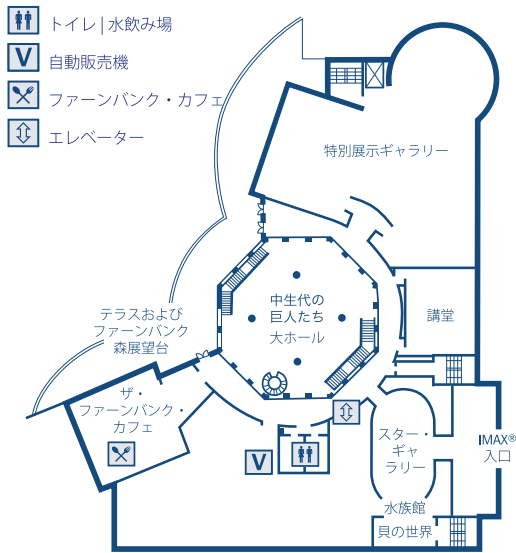 トイレ | 水飲み場
V 自動販売機
ファーンバンク・カフェ
エレベーター
特別展示ギャラリー
テラスおよび
ファーンバンク
森展望台
中生代の
巨人たち
大ホール
講堂
ザ・
ファーンバンク・
カフェ
V
スター・
ギャ
ラリー
IMAX®
入口
水族館
貝の世界